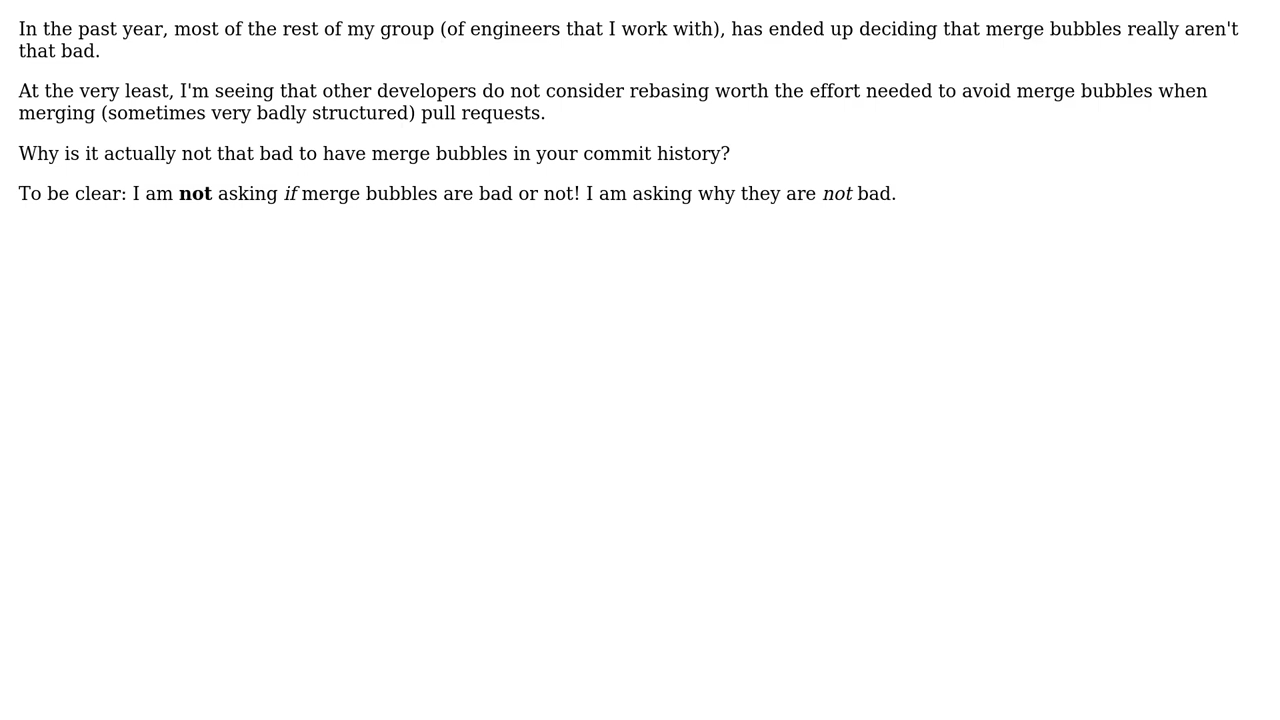 In the past year, most of the rest of my group (of engineers that I work with), has ended up deciding that merge bubbles really aren't
that bad.
At the very least, I'm seeing that other developers do not consider rebasing worth the effort needed to avoid merge bubbles when
merging (sometimes very badly structured) pull requests.
Why is it actually not that bad to have merge bubbles in your commit history?
To be clear: I am not asking if merge bubbles are bad or not! I am asking why they are not bad.